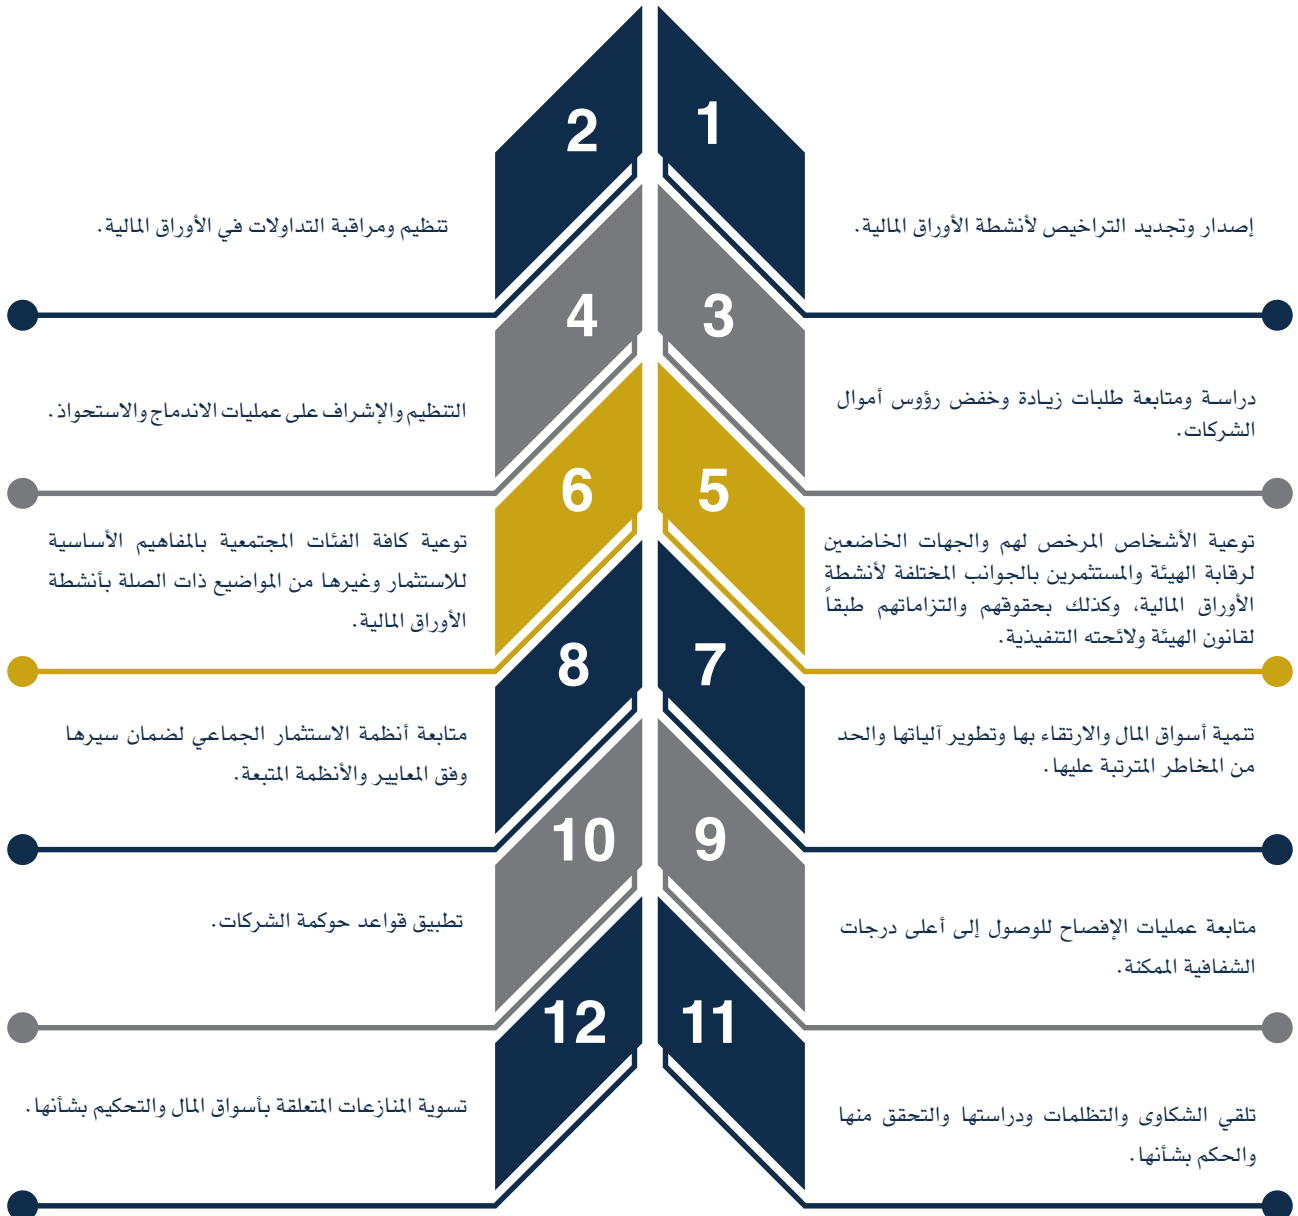 1
إصدار وتجديد التراخيص لأنشطة الأوراق المالية.
2
تنظيم ومراقبة التداولات في الأوراق المالية.
3
دراسة ومتابعة طلبات زيادة وخفض رؤوس أموال
الشركات.
4
التنظيم والإشراف على عمليات الاندماج والاستحواذ.
5
توعية الأشخاص المرخص لهم والجهات الخاضعين
لرقابة الهيئة والمستثمرين بالجوانب المختلفة لأنشطة
الأوراق المالية، وكذلك بحقوقهم والتزاماتهم طبقاً
لقانون الهيئة ولائحته التنفيذية.
6
توعية كافة الفئات المجتمعية بالمفاهيم الأساسية
للاستثمار وغيرها من المواضيع ذات الصلة بأنشطة
الأوراق المالية.
7
تنمية أسواق المال والارتقاء بها وتطوير آلياتها والحد
من المخاطر المترتبة عليها.
8
متابعة أنظمة الاستثمار الجماعي لضمان سيرها
وفق المعايير والأنظمة المتبعة.
9
متابعة عمليات الإفصاح للوصول إلى أعلى درجات
الشفافية الممكنة.
10
تطبيق قواعد حوكمة الشركات.
11
تلقي الشكاوى والتظلمات ودراستها والتحقق منها
والحكم بشأنها.
12
تسوية المنازعات المتعلقة بأسواق المال والتحكيم بشأنها.